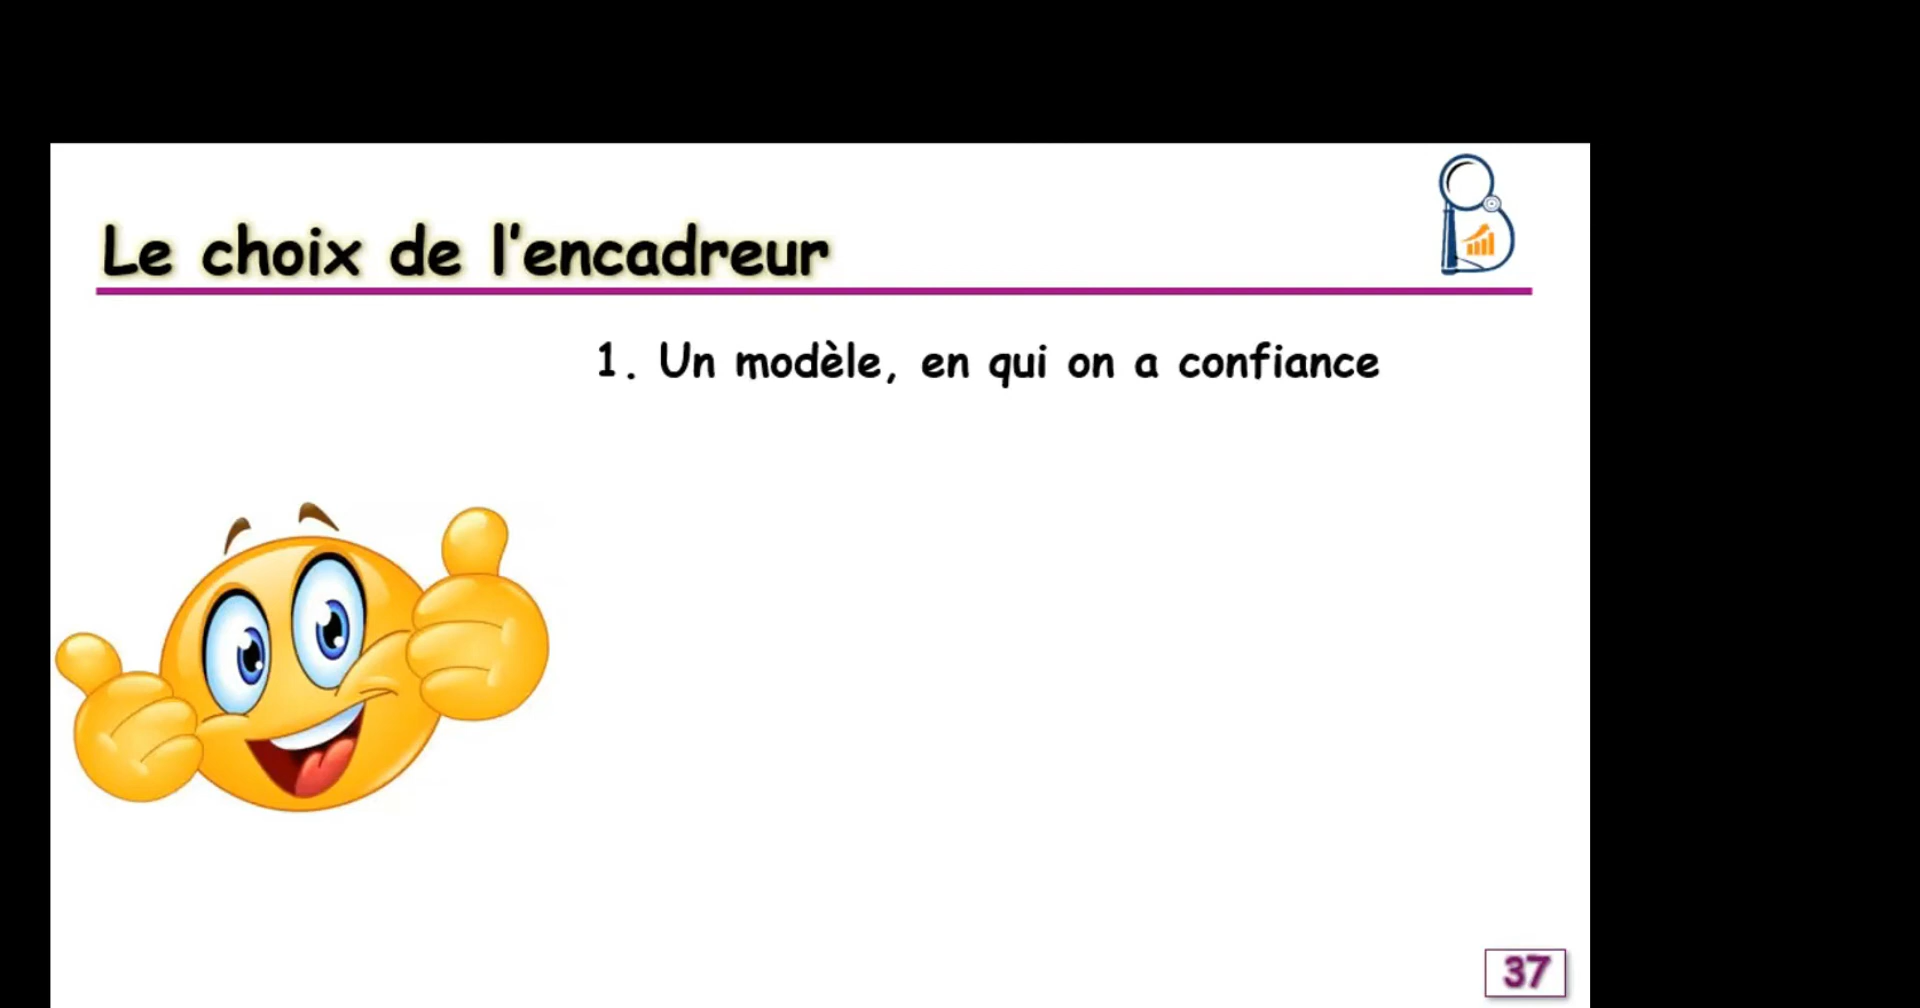 Le choix de l'encadreur
1. Un modèle, en qui on a confiance
37